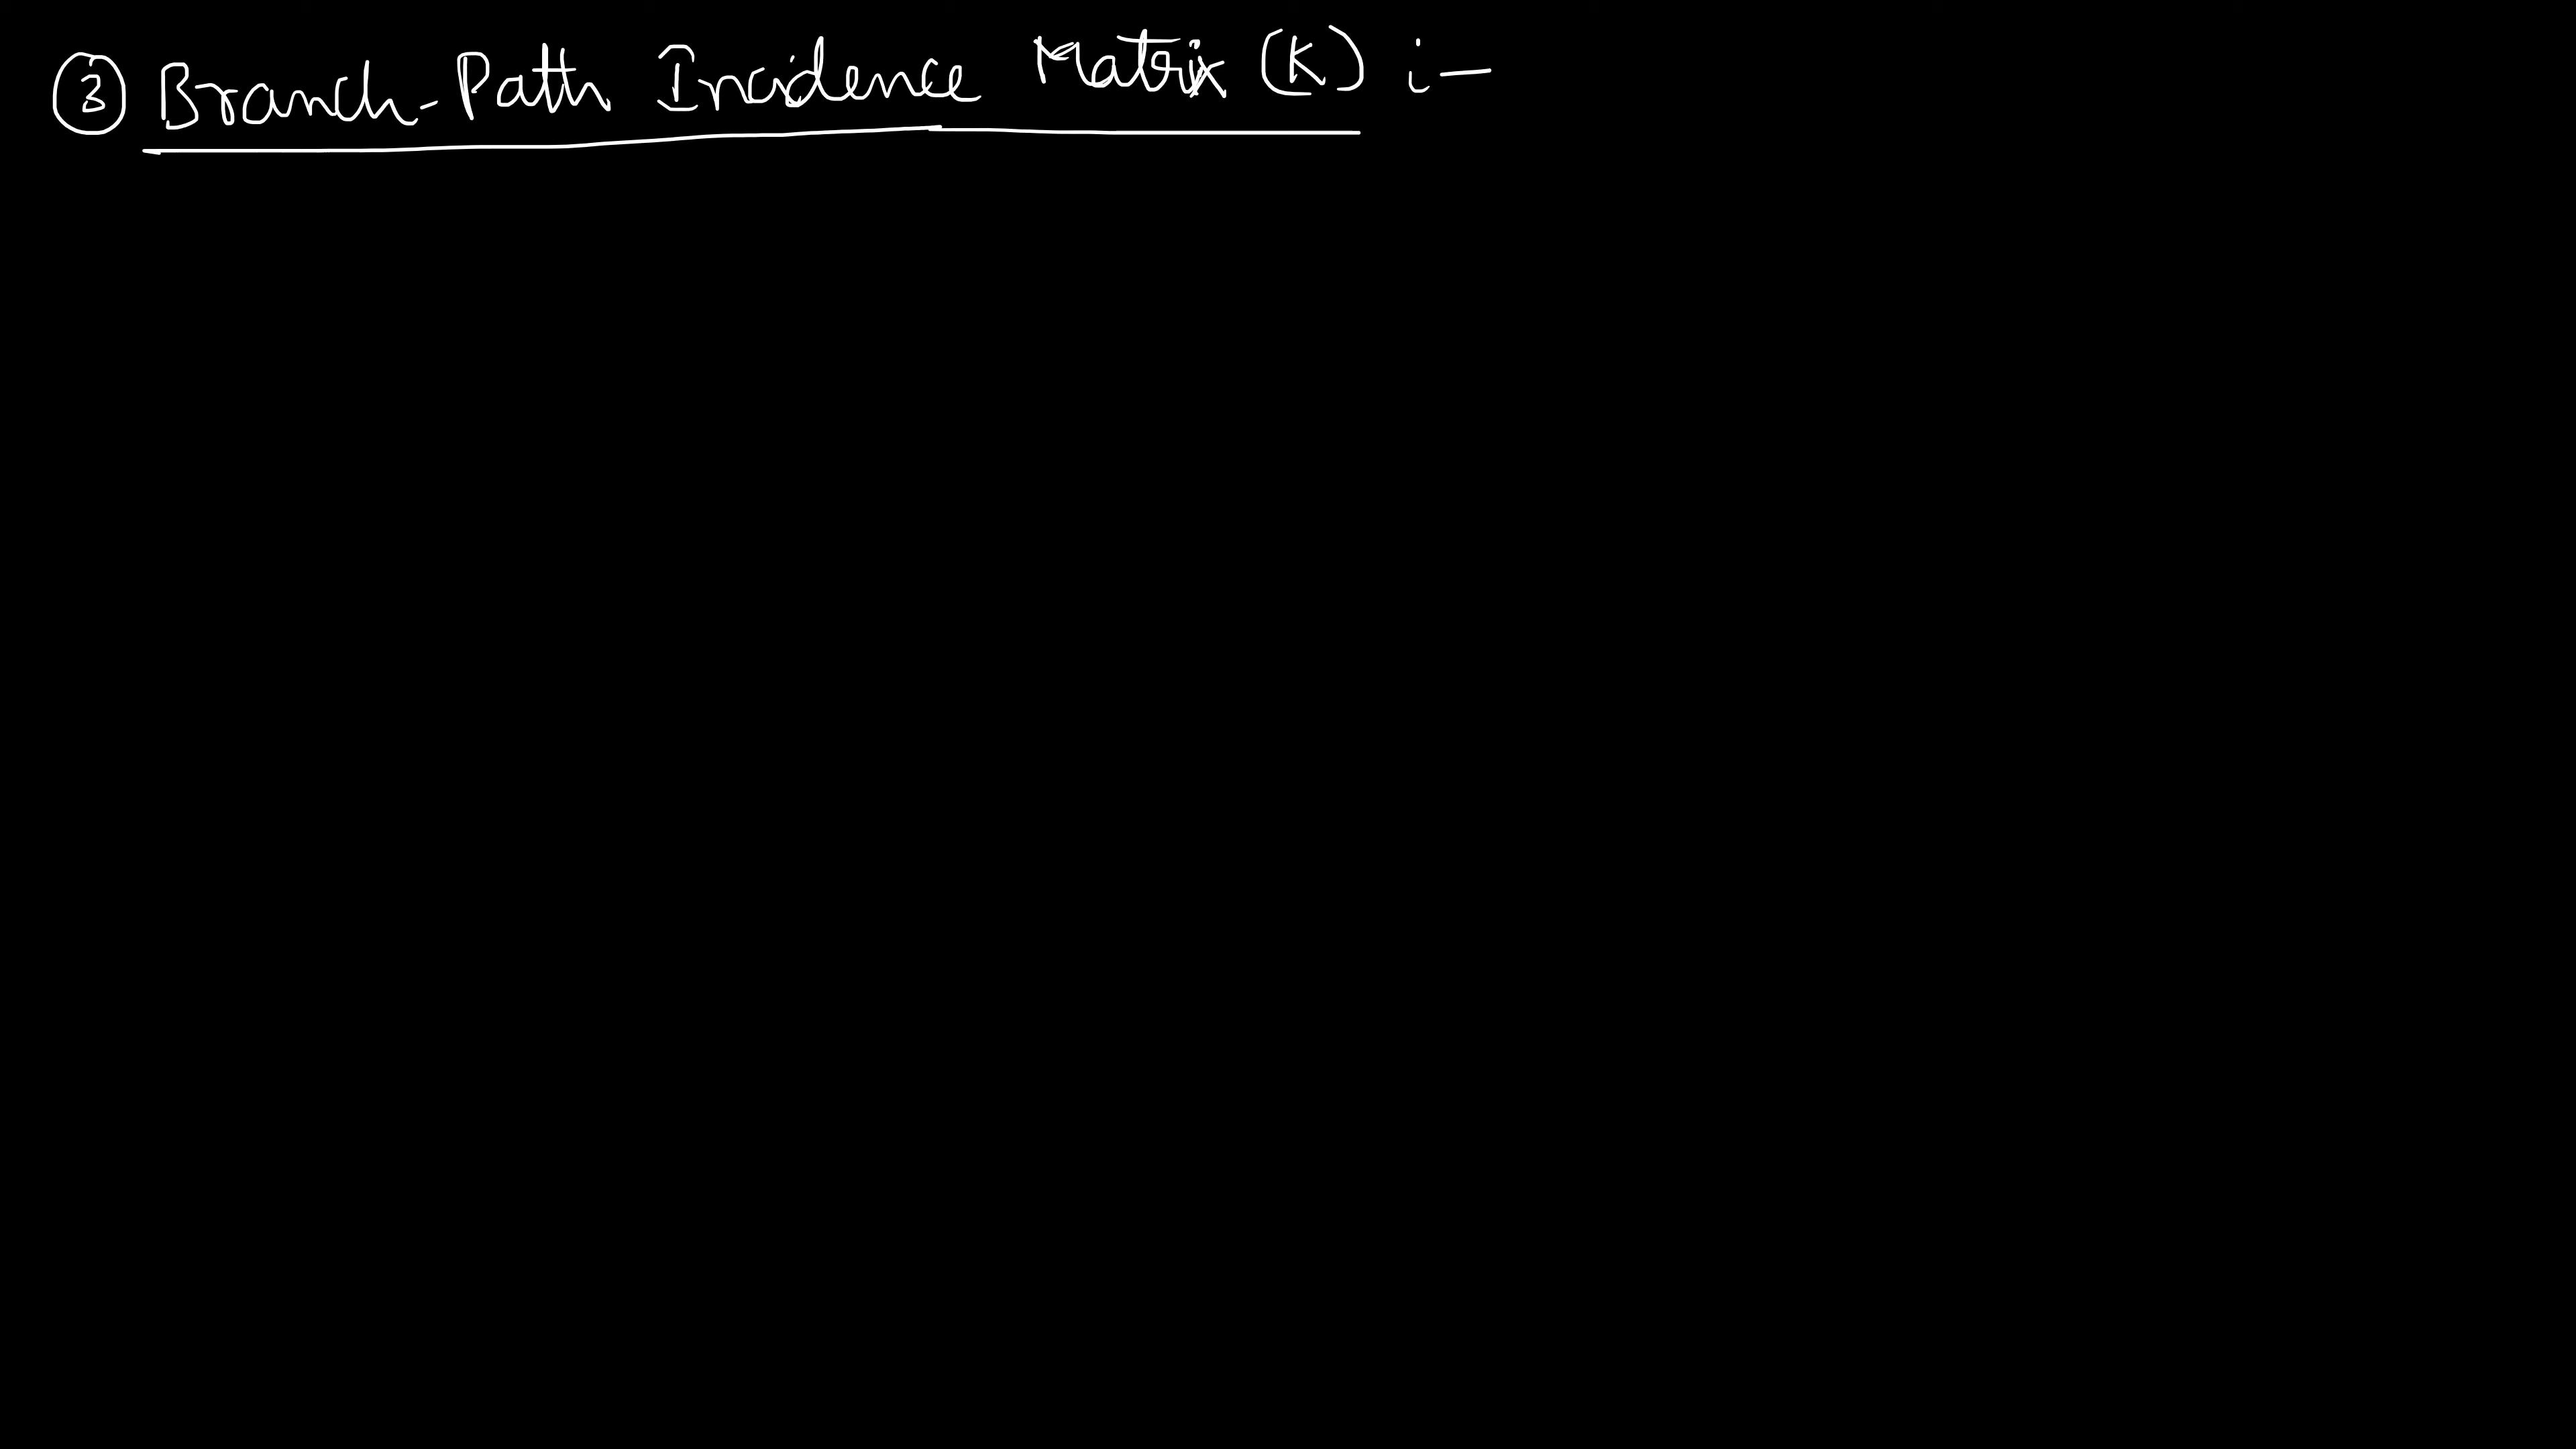 ③ Branch-Path Incidence Matrix (K) :-